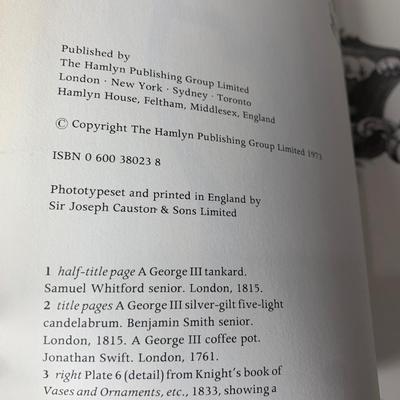 Published by
The Hamlyn Publishing Group Limited
London · New York · Sydney · Toronto
Hamlyn House, Feltham, Middlesex, England
© Copyright The Hamlyn Publishing Group Limited 1973
ISBN 0 600 38023 8
Phototypeset and printed in England by
Sir Joseph Causton & Sons Limited
1 half-title page A George III tankard.
Samuel Whitford senior. London, 1815.
2 title pages A George III silver-gilt five-light
candelabrum. Benjamin Smith senior.
London, 1815. A George III coffee pot.
Jonathan Swift. London, 1761.
3 right Plate 6 (detail) from Knight's book of
Vases and Ornaments, etc., 1833, showing a